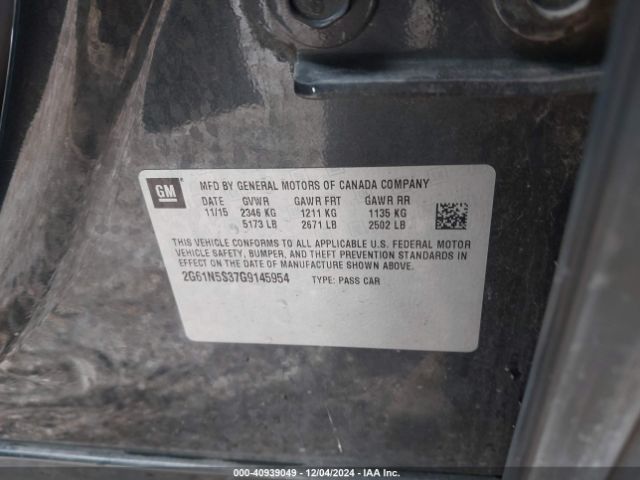 GM
MFD BY GENERAL MOTORS OF CANADA COMPANY
DATE GVWR GAWR FRT GAWR RR
11/15 2346 KG 1211 KG 1135 KG
5173 LB 2671 LB 2502 LB
THIS VEHICLE CONFORMS TO ALL APPLICABLE U.S. FEDERAL MOTOR
VEHICLE SAFETY, BUMPER, AND THEFT PREVENTION STANDARDS IN
EFFECT ON THE DATE OF MANUFACTURE SHOWN ABOVE.
2G61N5S37G9145954 TYPE: PASS CAR
000-40939049 - 12/04/2024 - IAA Inc.